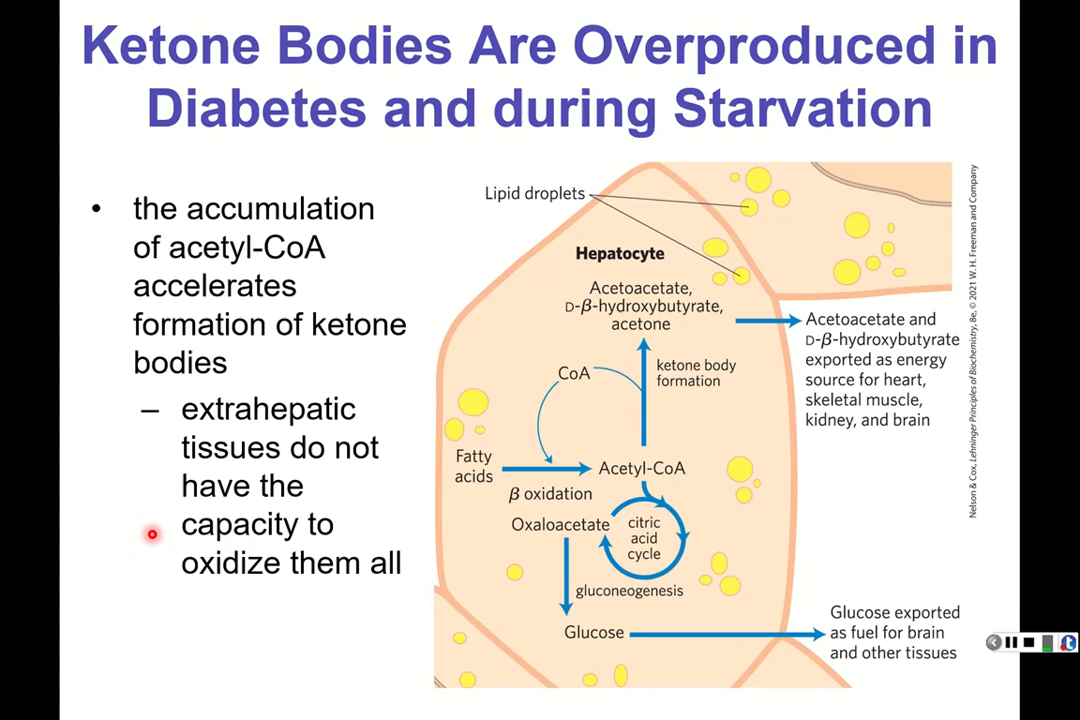 Ketone Bodies Are Overproduced in
Diabetes and during Starvation
• the accumulation
of acetyl-CoA
accelerates
formation of ketone
bodies
– extrahepatic
tissues do not
have the
capacity to
oxidize them all
Lipid droplets
Hepatocyte
Acetoacetate,
D-β-hydroxybutyrate,
acetone
Acetoacetate and
D-β-hydroxybutyrate
exported as energy
source for heart,
skeletal muscle,
kidney, and brain
CoA
ketone body
formation
Fatty
acids
Acetyl-CoA
β oxidation
Oxaloacetate
citric
acid
cycle
gluconeogenesis
Glucose
Glucose exported
as fuel for brain
and other tissues
Nelson & Cox, Lehninger Principles of Biochemistry, 8e, © 2021 W. H. Freeman and Company
t